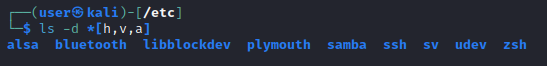 ┌──(user㉿kali)-[/etc]
└─$ ls -d *[h,v,a]
alsa bluetooth libblockdev plymouth samba ssh sv udev zsh